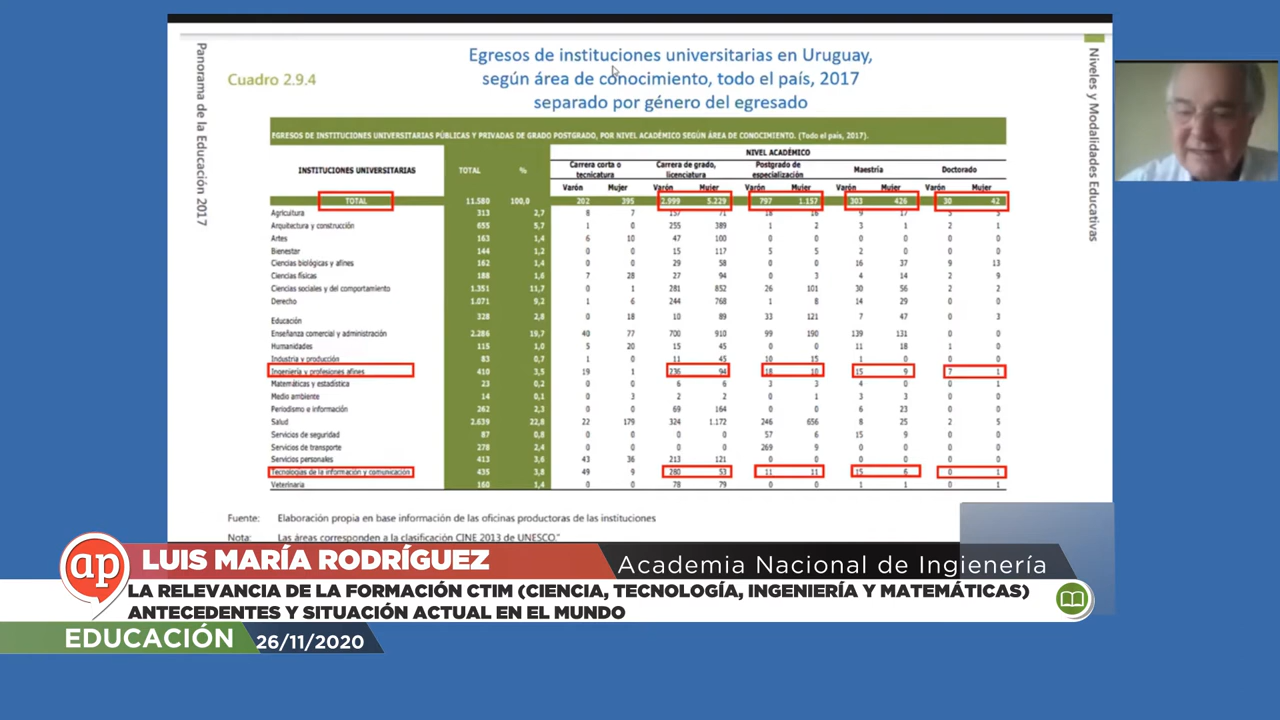 Panorama de la Educación 2017
Niveles y Modalidades Educativas
Cuadro 2.9.4
Egresos de instituciones universitarias en Uruguay,
según área de conocimiento, todo el país, 2017
separado por género del egresado
EGRESOS DE INSTITUCIONES UNIVERSITARIAS PÚBLICAS Y PRIVADAS DE GRADO POSTGRADO, POR NIVEL ACADÉMICO SEGÚN ÁREA DE CONOCIMIENTO. (Todo el país, 2017).
INSTITUCIONES UNIVERSITARIAS TOTAL % NIVEL ACADÉMICO
Carrera corta o tecnicatura Carrera de grado, licenciatura Postgrado de especialización Maestría Doctorado
Varón Mujer Varón Mujer Varón Mujer Varón Mujer Varón Mujer
TOTAL 11.580 100,0 202 395 2.999 5.229 797 1.157 303 426 30 42
Agricultura 313 2,7 8 7 157 71 18 16 9 17 5 5
Arquitectura y construcción 655 5,7 1 0 255 389 1 2 3 1 2 1
Artes 163 1,4 6 10 47 100 0 0 0 0 0 0
Bienestar 144 1,2 0 0 15 117 5 5 2 0 0 0
Ciencias biológicas y afines 162 1,4 0 0 29 58 0 0 16 37 9 13
Ciencias físicas 188 1,6 7 28 27 94 0 3 4 14 2 9
Ciencias sociales y del comportamiento 1.351 11,7 0 1 281 852 26 101 30 56 2 2
Derecho 1.071 9,2 1 6 244 768 1 8 14 29 0 0
Educación 328 2,8 0 18 10 89 33 121 7 47 0 3
Enseñanza comercial y administración 2.286 19,7 40 77 700 910 99 190 139 131 0 0
Humanidades 115 1,0 5 20 15 45 0 0 11 18 1 0
Industria y producción 83 0,7 1 0 11 45 10 15 1 0 0 0
Ingeniería y profesiones afines 410 3,5 19 1 236 94 18 10 15 9 7 1
Matemáticas y estadística 23 0,2 0 0 6 6 3 3 4 0 0 1
Medio ambiente 14 0,1 0 3 2 2 0 1 3 3 0 0
Periodismo e información 262 2,3 0 0 69 164 0 0 6 23 0 0
Salud 2.639 22,8 22 179 324 1.172 246 656 8 25 2 5
Servicios de seguridad 87 0,8 0 0 0 0 57 6 15 9 0 0
Servicios de transporte 278 2,4 0 0 0 0 269 9 0 0 0 0
Servicios personales 413 3,6 43 36 213 121 0 0 0 0 0 0
Tecnologías de la información y comunicación 435 3,8 49 9 280 53 11 11 15 6 0 1
Veterinaria 160 1,4 0 0 78 79 0 0 1 1 0 1
Fuente: Elaboración propia en base información de las oficinas productoras de las instituciones
Nota: Las áreas corresponden a la clasificación CINE 2013 de UNESCO."
ap
LUIS MARÍA RODRÍGUEZ Academia Nacional de Ingienería
LA RELEVANCIA DE LA FORMACIÓN CTIM (CIENCIA, TECNOLOGÍA, INGENIERÍA Y MATEMÁTICAS)
ANTECEDENTES Y SITUACIÓN ACTUAL EN EL MUNDO
EDUCACIÓN 26/11/2020